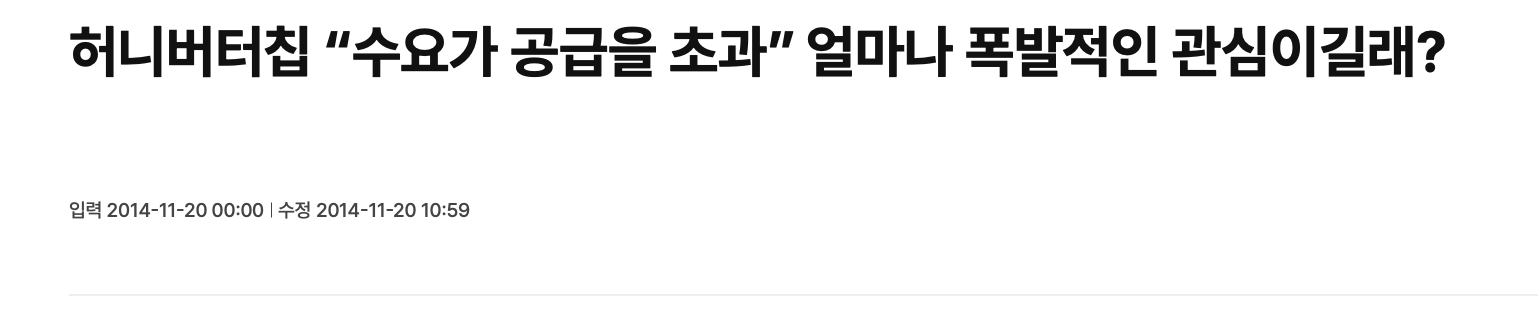 허니버터칩 “수요가 공급을 초과” 얼마나 폭발적인 관심이길래?
입력 2014-11-20 00:00 | 수정 2014-11-20 10:59